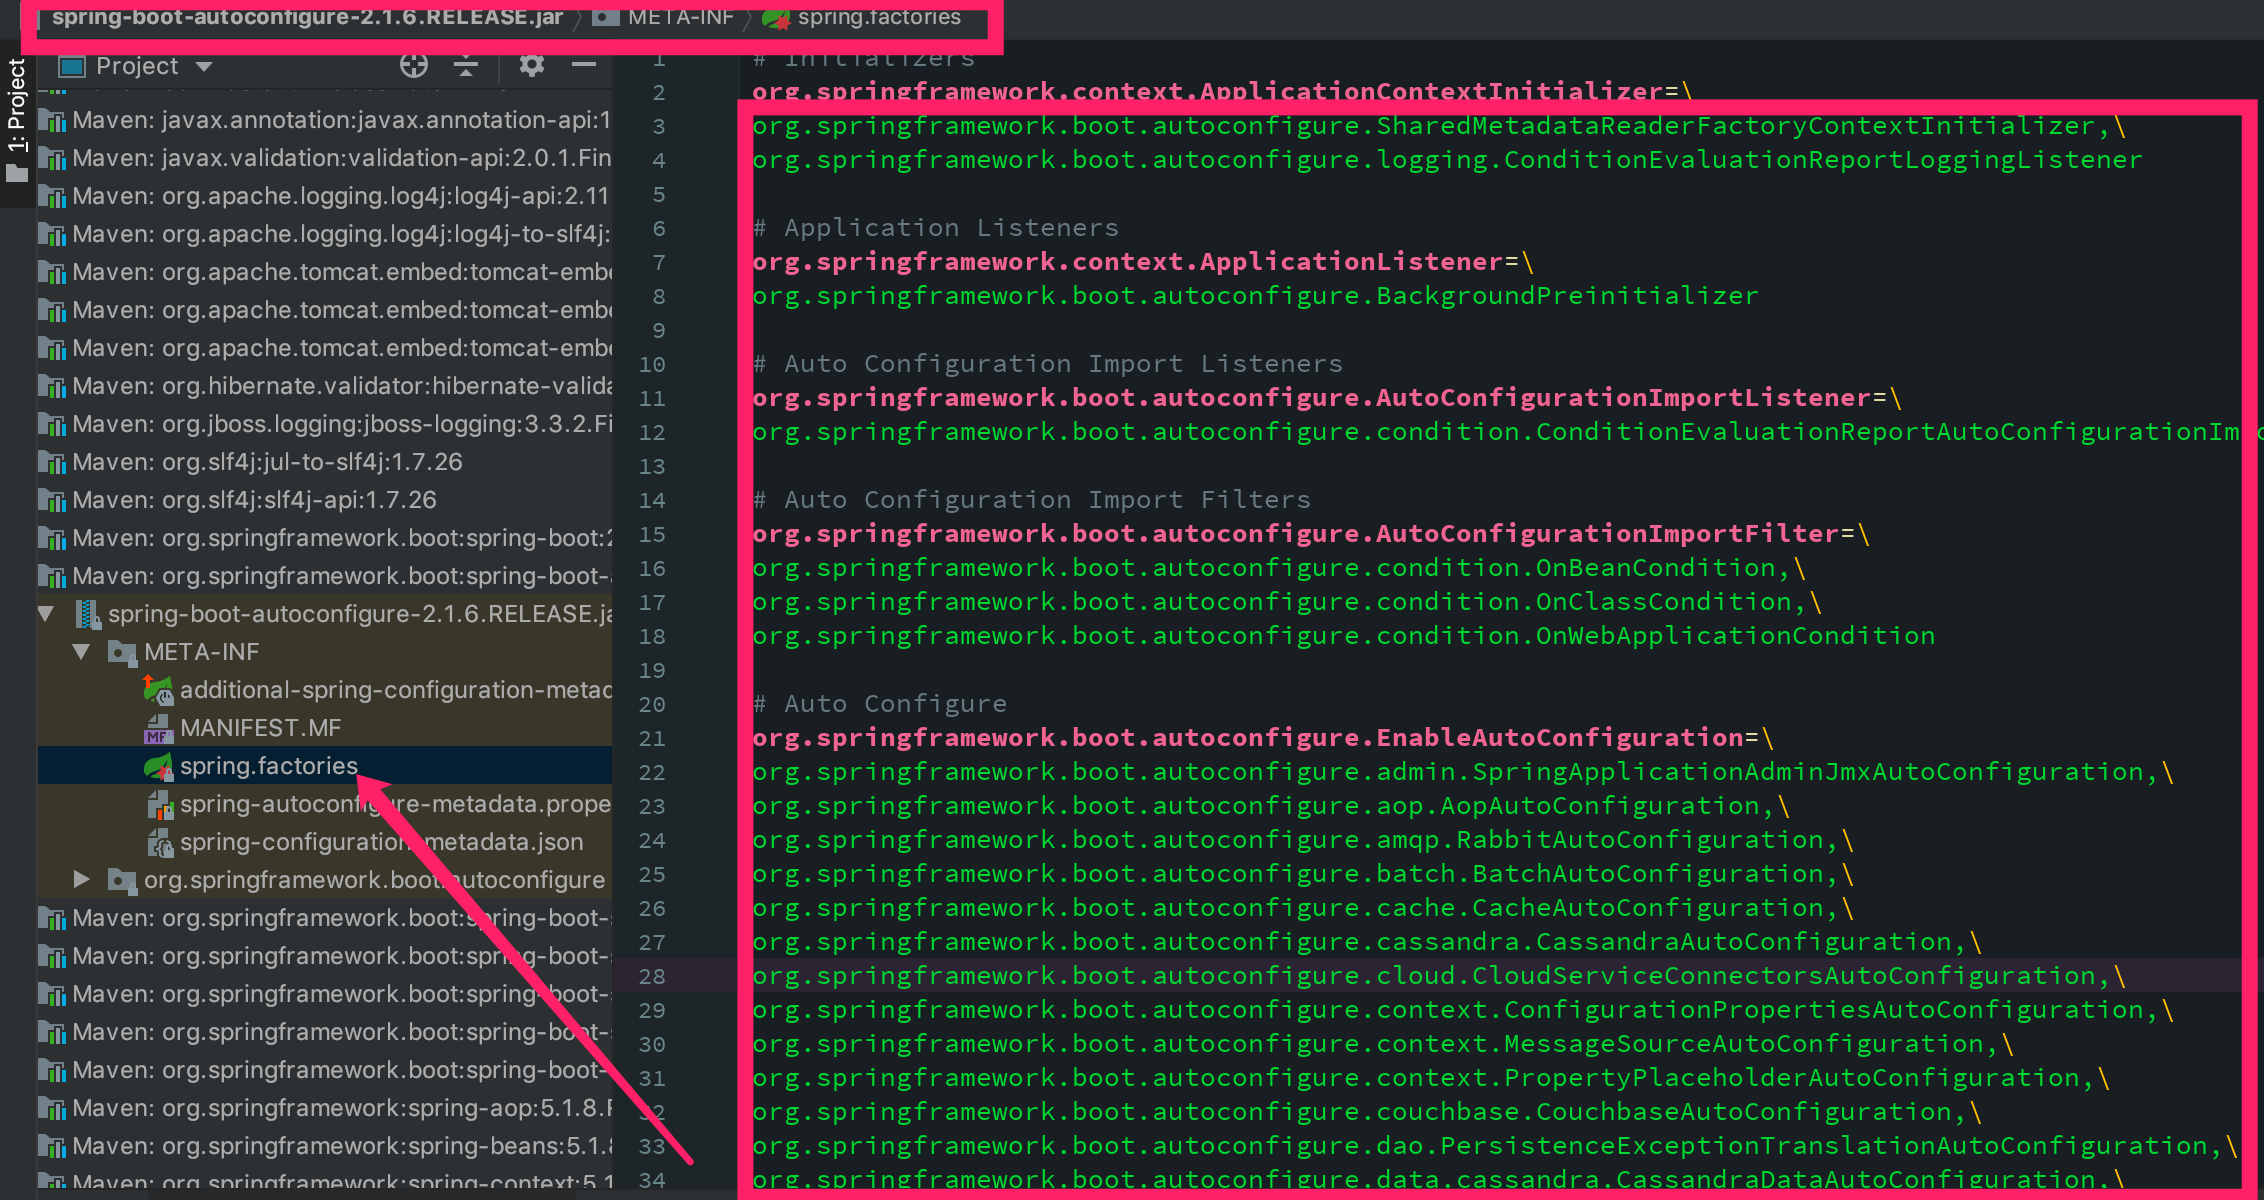 spring-boot-autoconfigure-2.1.6.RELEASE.jar
META-INF
spring.factories
1: Project
Project
Maven: javax.annotation:javax.annotation-api:1
Maven: javax.validation:validation-api:2.0.1.Fin
Maven: org.apache.logging.log4j:log4j-api:2.11
Maven: org.apache.logging.log4j:log4j-to-slf4j:
Maven: org.apache.tomcat.embed:tomcat-embe
Maven: org.apache.tomcat.embed:tomcat-embe
Maven: org.apache.tomcat.embed:tomcat-embe
Maven: org.hibernate.validator:hibernate-valida
Maven: org.jboss.logging:jboss-logging:3.3.2.Fi
Maven: org.slf4j:jul-to-slf4j:1.7.26
Maven: org.slf4j:slf4j-api:1.7.26
Maven: org.springframework.boot:spring-boot:2
Maven: org.springframework.boot:spring-boot-a
spring-boot-autoconfigure-2.1.6.RELEASE.ja
META-INF
additional-spring-configuration-metad
MANIFEST.MF
spring.factories
spring-autoconfigure-metadata.prope
spring-configuration-metadata.json
org.springframework.boot.autoconfigure
Maven: org.springframework.boot:spring-boot-s
Maven: org.springframework.boot:spring-boot-s
Maven: org.springframework.boot:spring-boot-s
Maven: org.springframework.boot:spring-boot-s
Maven: org.springframework.boot:spring-boot-
Maven: org.springframework:spring-aop:5.1.8.R
Maven: org.springframework:spring-beans:5.1.8
Maven: org.springframework:spring-context:5.1
1 # Initializers
2 org.springframework.context.ApplicationContextInitializer=\
3 org.springframework.boot.autoconfigure.SharedMetadataReaderFactoryContextInitializer,\
4 org.springframework.boot.autoconfigure.logging.ConditionEvaluationReportLoggingListener
5
6 # Application Listeners
7 org.springframework.context.ApplicationListener=\
8 org.springframework.boot.autoconfigure.BackgroundPreinitializer
9
10 # Auto Configuration Import Listeners
11 org.springframework.boot.autoconfigure.AutoConfigurationImportListener=\
12 org.springframework.boot.autoconfigure.condition.ConditionEvaluationReportAutoConfigurationImpo
13
14 # Auto Configuration Import Filters
15 org.springframework.boot.autoconfigure.AutoConfigurationImportFilter=\
16 org.springframework.boot.autoconfigure.condition.OnBeanCondition,\
17 org.springframework.boot.autoconfigure.condition.OnClassCondition,\
18 org.springframework.boot.autoconfigure.condition.OnWebApplicationCondition
19
20 # Auto Configure
21 org.springframework.boot.autoconfigure.EnableAutoConfiguration=\
22 org.springframework.boot.autoconfigure.admin.SpringApplicationAdminJmxAutoConfiguration,\
23 org.springframework.boot.autoconfigure.aop.AopAutoConfiguration,\
24 org.springframework.boot.autoconfigure.amqp.RabbitAutoConfiguration,\
25 org.springframework.boot.autoconfigure.batch.BatchAutoConfiguration,\
26 org.springframework.boot.autoconfigure.cache.CacheAutoConfiguration,\
27 org.springframework.boot.autoconfigure.cassandra.CassandraAutoConfiguration,\
28 org.springframework.boot.autoconfigure.cloud.CloudServiceConnectorsAutoConfiguration,\
29 org.springframework.boot.autoconfigure.context.ConfigurationPropertiesAutoConfiguration,\
30 org.springframework.boot.autoconfigure.context.MessageSourceAutoConfiguration,\
31 org.springframework.boot.autoconfigure.context.PropertyPlaceholderAutoConfiguration,\
32 org.springframework.boot.autoconfigure.couchbase.CouchbaseAutoConfiguration,\
33 org.springframework.boot.autoconfigure.dao.PersistenceExceptionTranslationAutoConfiguration,\
34 org.springframework.boot.autoconfigure.data.cassandra.CassandraDataAutoConfiguration,\